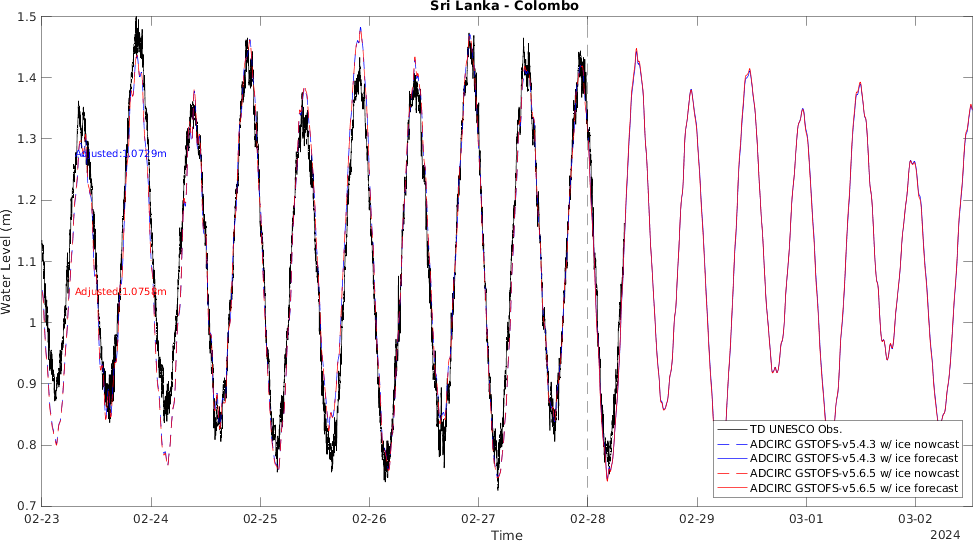 Sri Lanka - Colombo
Water Level (m)
1.5
1.4
1.3
1.2
1.1
1
0.9
0.8
0.7
Adjusted:1.0729m
TD UNESCO Obs.
ADCIRC GSTOFS-v5.4.3 w/ ice nowcast
ADCIRC GSTOFS-v5.4.3 w/ ice forecast
ADCIRC GSTOFS-v5.6.5 w/ ice nowcast
ADCIRC GSTOFS-v5.6.5 w/ ice forecast
02-23 02-24 02-25 02-26 02-27 02-28 02-29 03-01 03-02
Time
2024